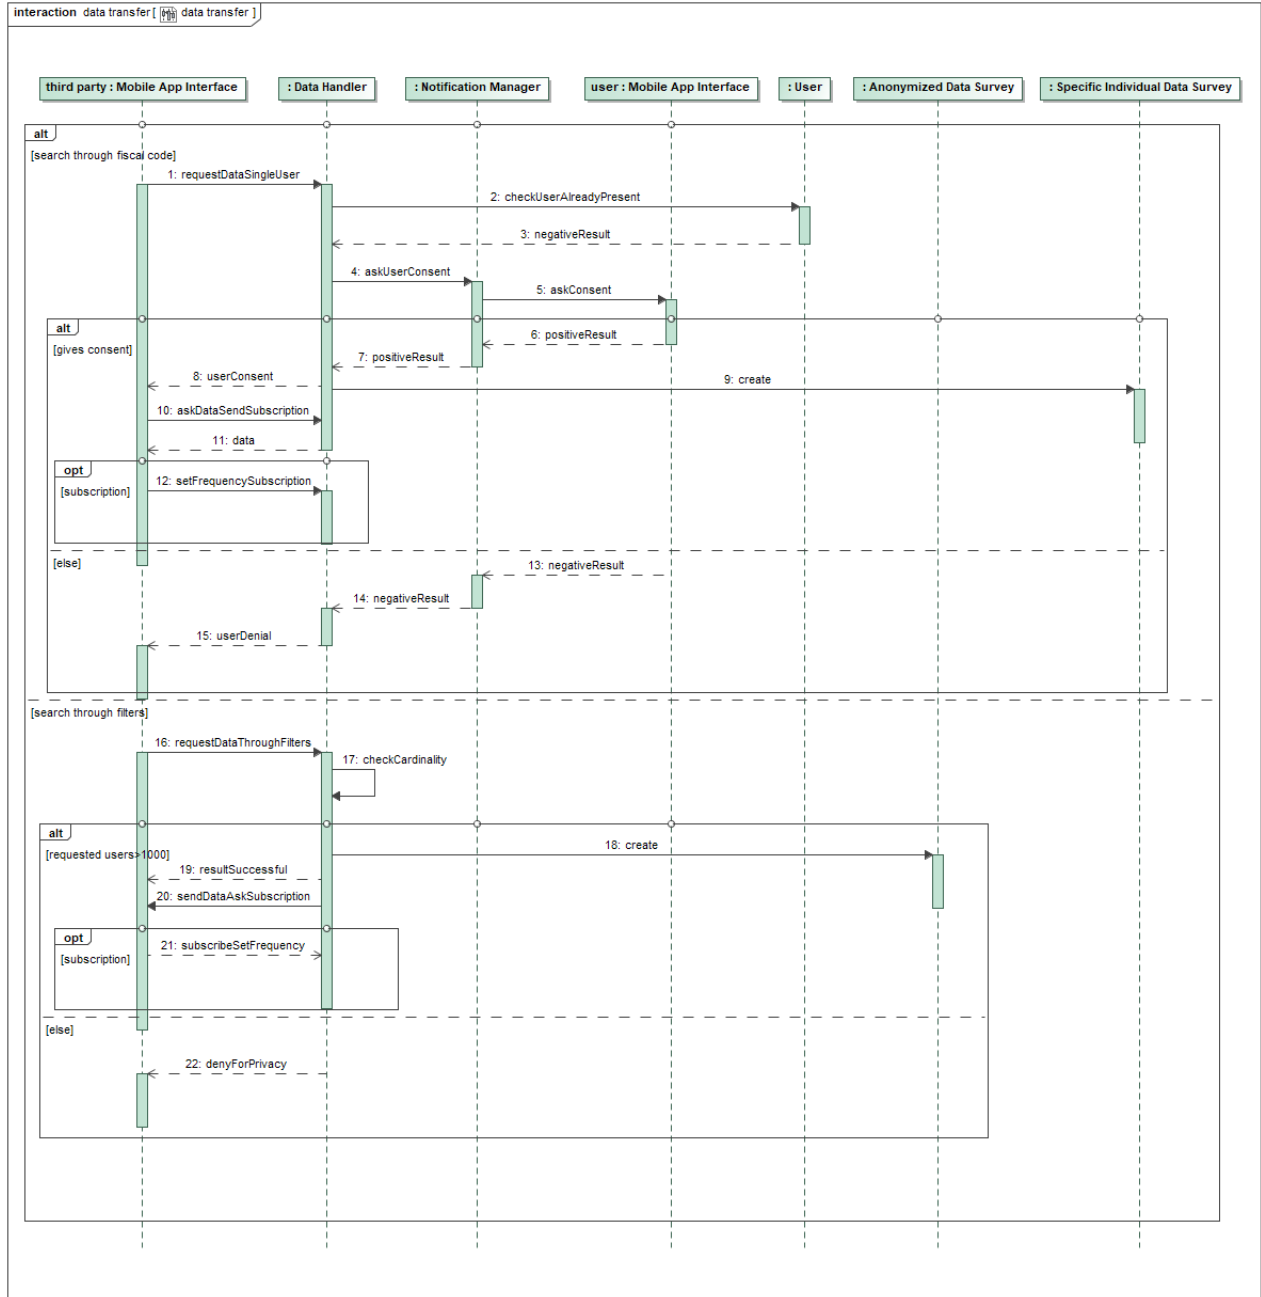 interaction data transfer[ data transfer ]
third party : Mobile App Interface
: Data Handler
: Notification Manager
user : Mobile App Interface
: User
: Anonymized Data Survey
: Specific Individual Data Survey
alt
[search through fiscal code]
1: requestDataSingleUser
2: checkUserAlreadyPresent
3: negativeResult
4: askUserConsent
5: askConsent
alt
6: positiveResult
[gives consent]
7: positiveResult
8: userConsent
9: create
10: askDataSendSubscription
11: data
opt
12: setFrequencySubscription
[subscription]
[else]
13: negativeResult
14: negativeResult
15: userDenial
[search through filters]
16: requestDataThroughFilters
17: checkCardinality
alt
18: create
[requested users>1000]
19: resultSuccessful
20: sendDataAskSubscription
opt
21: subscribeSetFrequency
[subscription]
[else]
22: denyForPrivacy